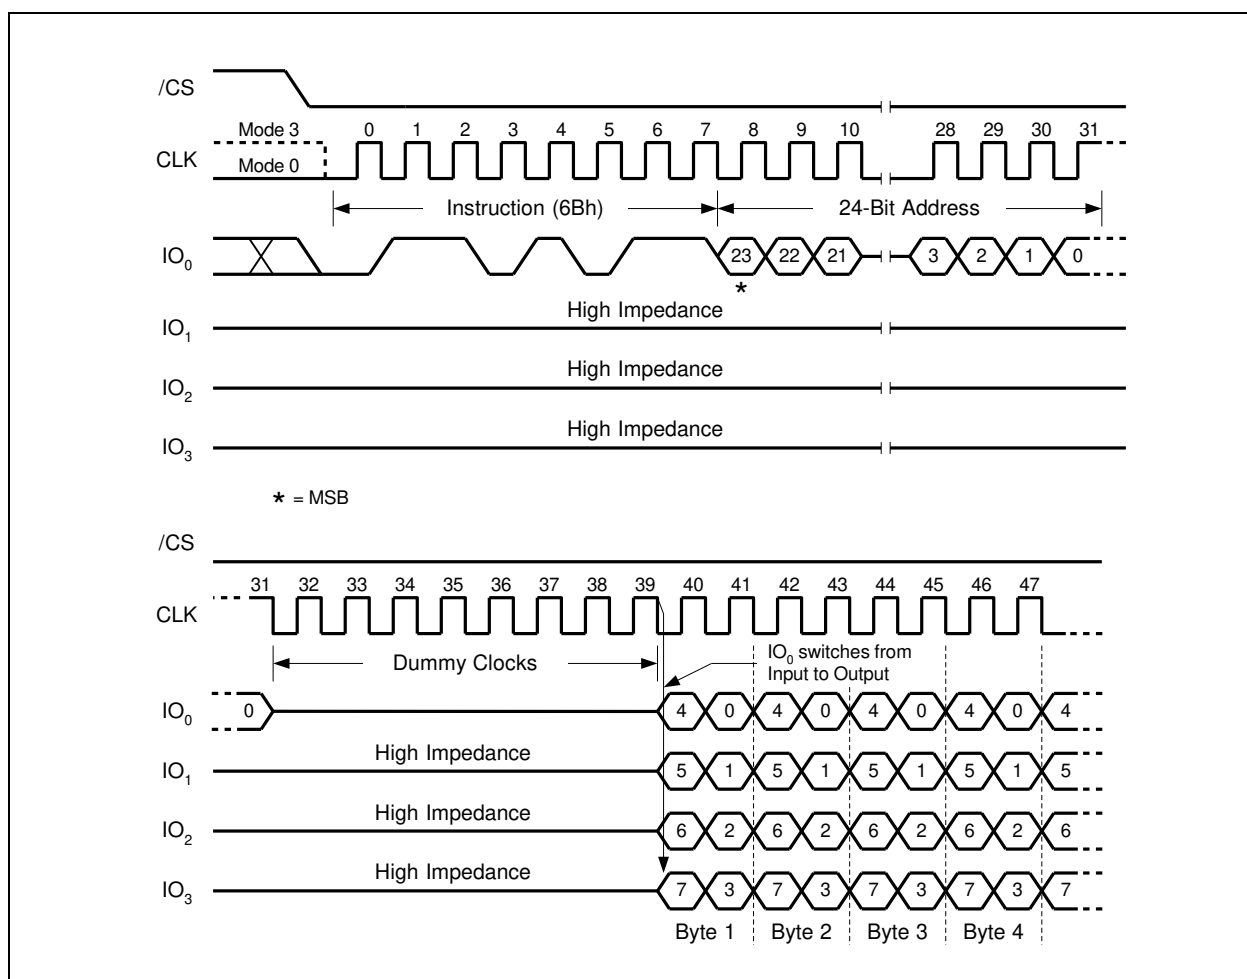 /CS
Mode 3 0 1 2 3 4 5 6 7 8 9 10 28 29 30 31
CLK
Mode 0
Instruction (6Bh) 24-Bit Address
IO0 23 22 21 3 2 1 0
*
High Impedance
IO1
High Impedance
IO2
High Impedance
IO3
* = MSB
/CS
31 32 33 34 35 36 37 38 39 40 41 42 43 44 45 46 47
CLK
Dummy Clocks
IO0 switches from
Input to Output
IO0 0 4 0 4 0 4 0 4 0 4
High Impedance
IO1 5 1 5 1 5 1 5 1 5
High Impedance
IO2 6 2 6 2 6 2 6 2 6
High Impedance
IO3 7 3 7 3 7 3 7 3 7
Byte 1 Byte 2 Byte 3 Byte 4